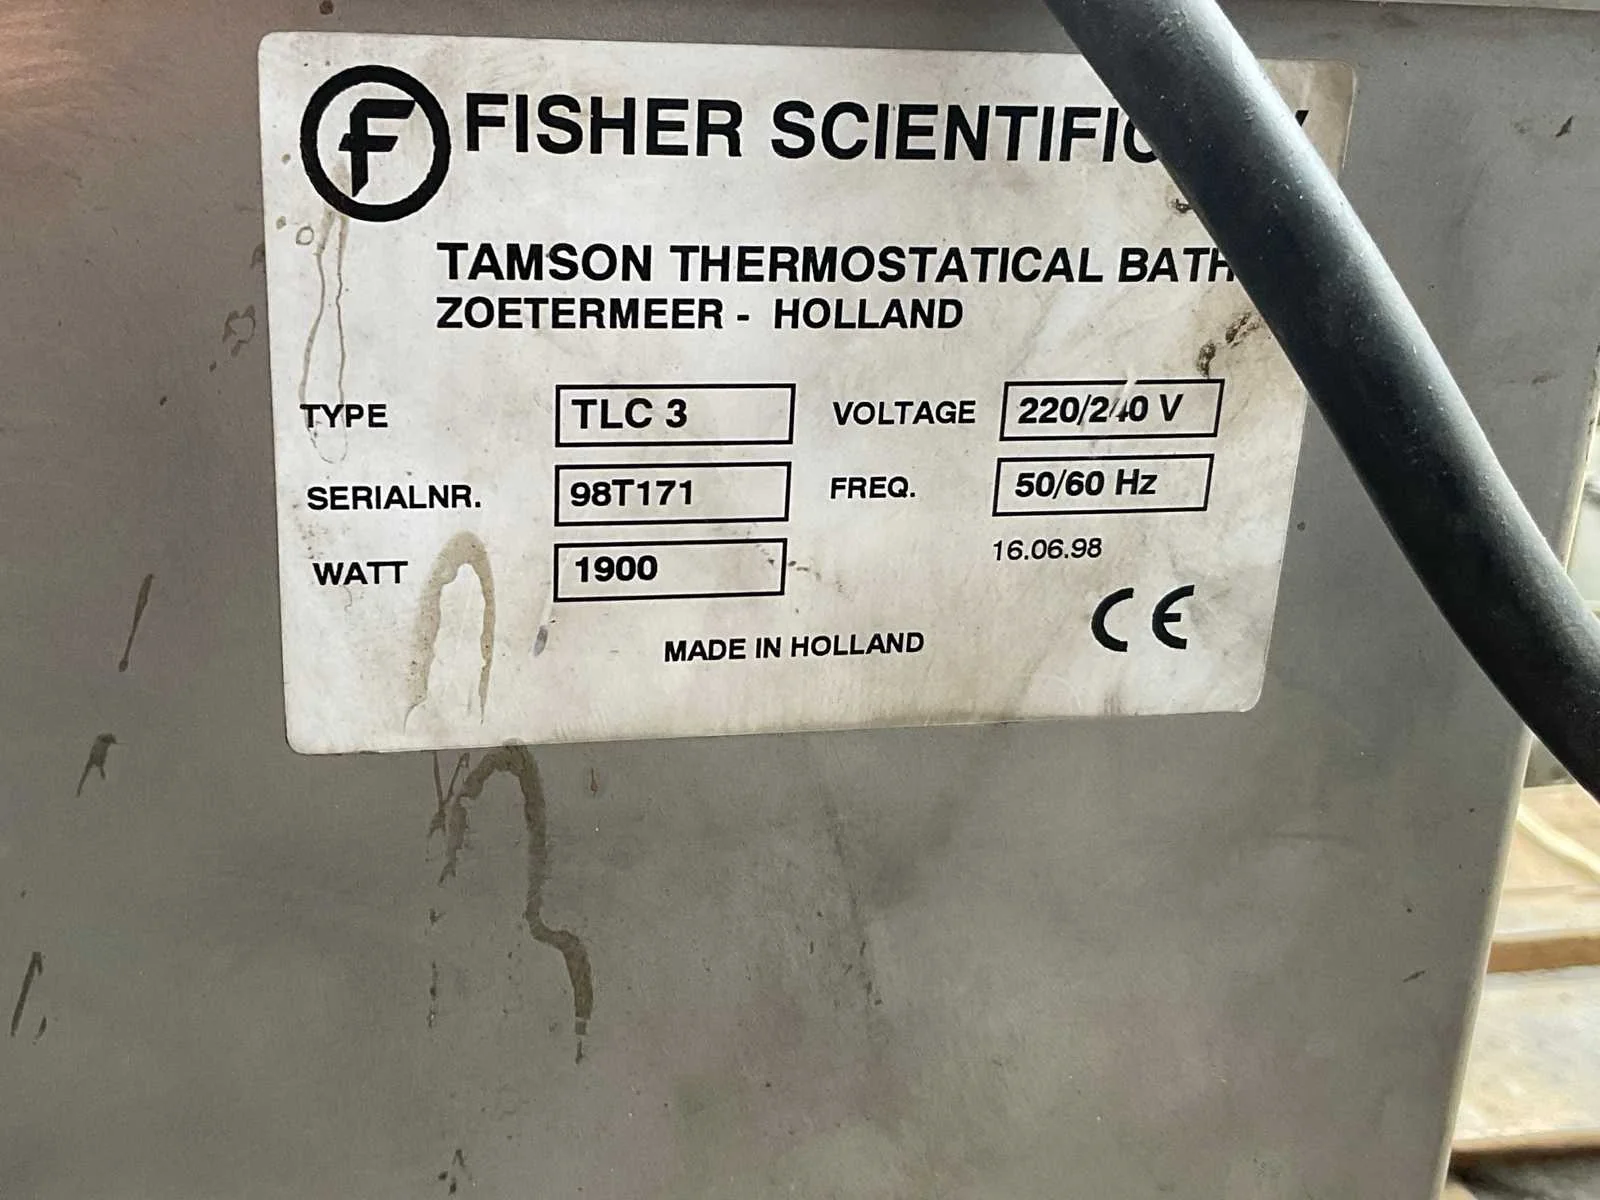 F FISHER SCIENTIFIC
TAMSON THERMOSTATICAL BATH
ZOETERMEER - HOLLAND
TYPE TLC 3 VOLTAGE 220/240 V
SERIALNR. 98T171 FREQ. 50/60 Hz
WATT 1900 16.06.98
MADE IN HOLLAND CE